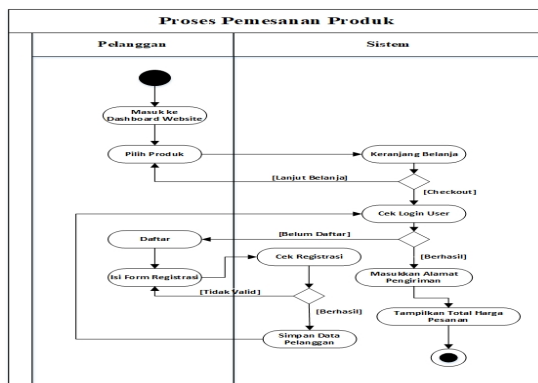 Proses Pemesanan Produk
Pelanggan
Sistem
Masuk ke
Dashboard Website
Pilih Produk
Keranjang Belanja
[Lanjut Belanja]
[Checkout]
Cek Login User
[Belum Daftar]
Daftar
[Berhasil]
Cek Registrasi
Isi Form Registrasi
Masukkan Alamat
Pengiriman
[Tidak Valid]
[Berhasil]
Tampilkan Total Harga
Pesanan
Simpan Data
Pelanggan